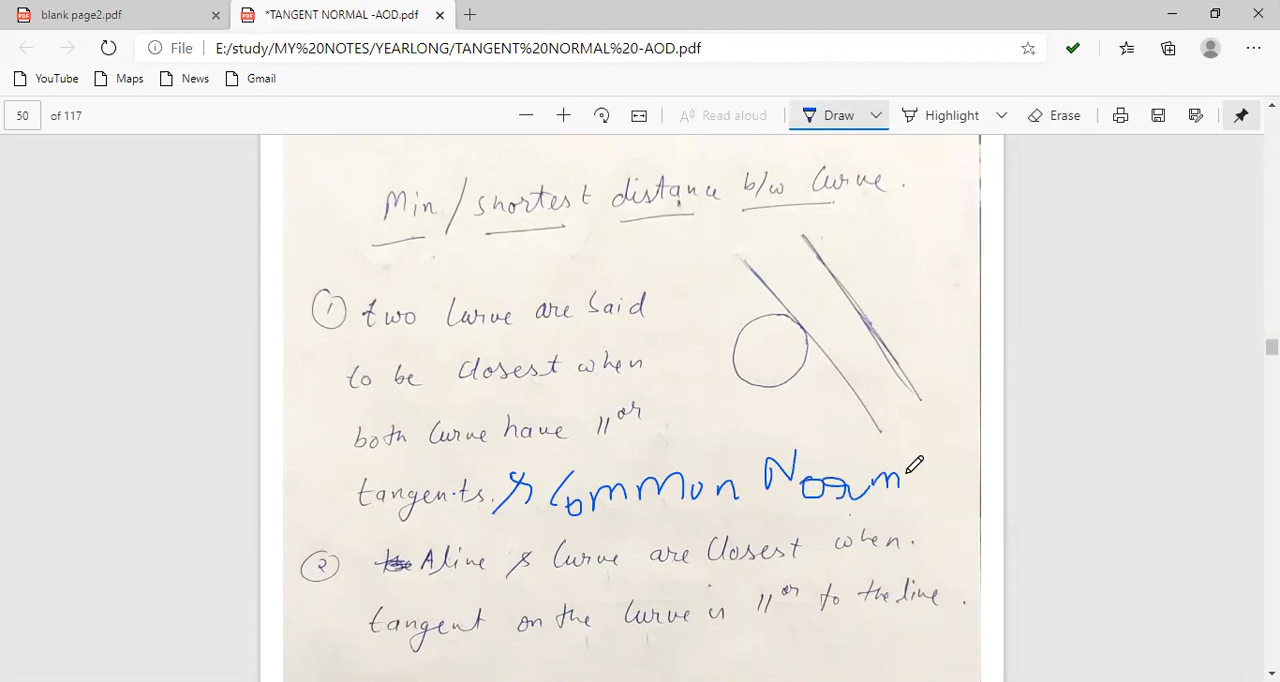 blank page2.pdf
*TANGENT NORMAL -AOD.pdf
File E:/study/MY%20NOTES/YEARLONG/TANGENT%20NORMAL%20-AOD.pdf
YouTube Maps News Gmail
50 of 117 Read aloud Draw Highlight Erase
Min / shortest distance b/w Curve.
① two Curve are said
to be closest when
both Curve have 11 or
tangents. & Common Norm
② A line & Curve are Closest when.
tangent on the Curve is 11 or to the line.